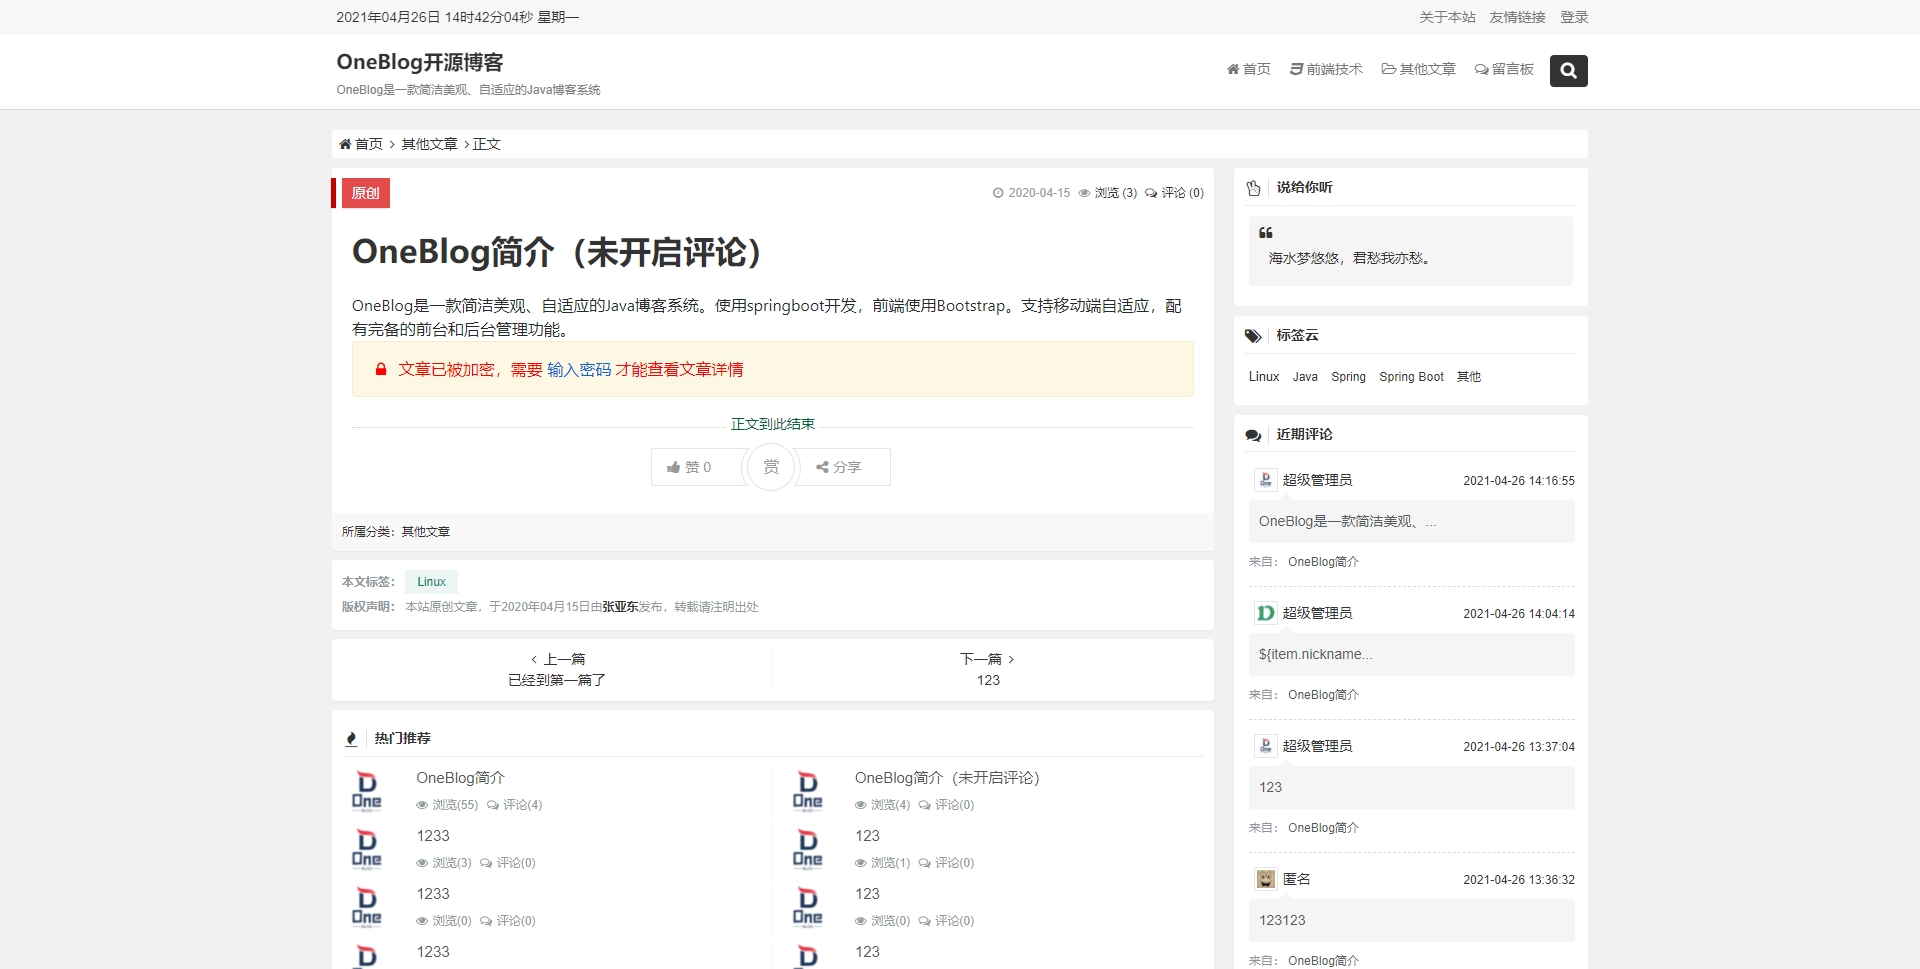 2021年04月26日 14时42分04秒 星期一
关于本站 友情链接 登录
OneBlog开源博客
OneBlog是一款简洁美观、自适应的Java博客系统
首页 前端技术 其他文章 留言板
首页 > 其他文章 > 正文
原创
2020-04-15 浏览 (3) 评论 (0)
OneBlog简介（未开启评论）
OneBlog是一款简洁美观、自适应的Java博客系统。使用springboot开发，前端使用Bootstrap。支持移动端自适应，配
有完备的前台和后台管理功能。
文章已被加密，需要 输入密码 才能查看文章详情
正文到此结束
赞 0 赏 分享
所属分类：其他文章
本文标签： Linux
版权声明： 本站原创文章，于2020年04月15日由张亚东发布，转载请注明出处
< 上一篇
已经到第一篇了
下一篇 >
123
热门推荐
OneBlog简介
浏览(55) 评论(4)
OneBlog简介（未开启评论）
浏览(4) 评论(0)
1233
浏览(3) 评论(0)
123
浏览(1) 评论(0)
1233
浏览(0) 评论(0)
123
浏览(0) 评论(0)
1233
123
D One
D One
D One
D One
D One
D One
说给你听
海水梦悠悠，君愁我亦愁。
标签云
Linux Java Spring Spring Boot 其他
近期评论
超级管理员 2021-04-26 14:16:55
OneBlog是一款简洁美观、...
来自： OneBlog简介
超级管理员 2021-04-26 14:04:14
${item.nickname...
来自： OneBlog简介
超级管理员 2021-04-26 13:37:04
123
来自： OneBlog简介
匿名 2021-04-26 13:36:32
123123
来自： OneBlog简介